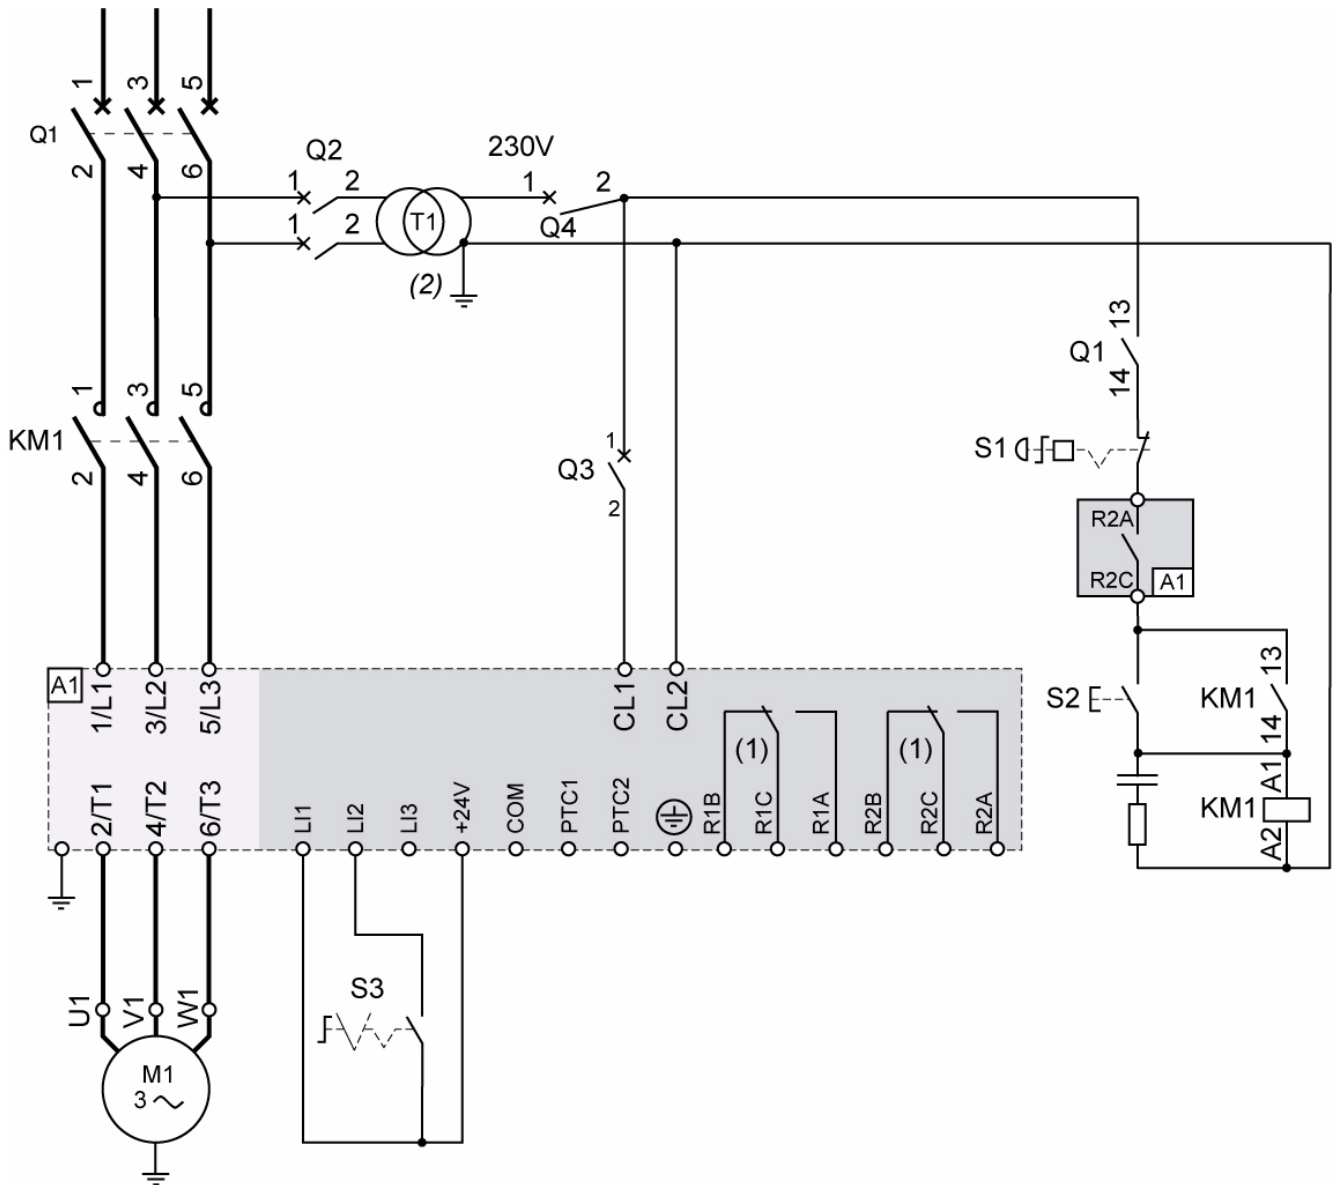 1 3 5
Q1
2 4 6
Q2
230V
1 2
1 2
T1
1 2
Q4
(2)
13
Q1
14
1 3 5
KM1
2 4 6
1
Q3
2
S1
R2A
R2C A1
A1
1/L1 3/L2 5/L3
CL1 CL2
13
S2
KM1
14
(1) (1)
2/T1 4/T2 6/T3
LI1 LI2 LI3 +24V COM PTC1 PTC2 R1B R1C R1A R2B R2C R2A
A1
KM1
A2
S3
U1 V1 W1
M1
3